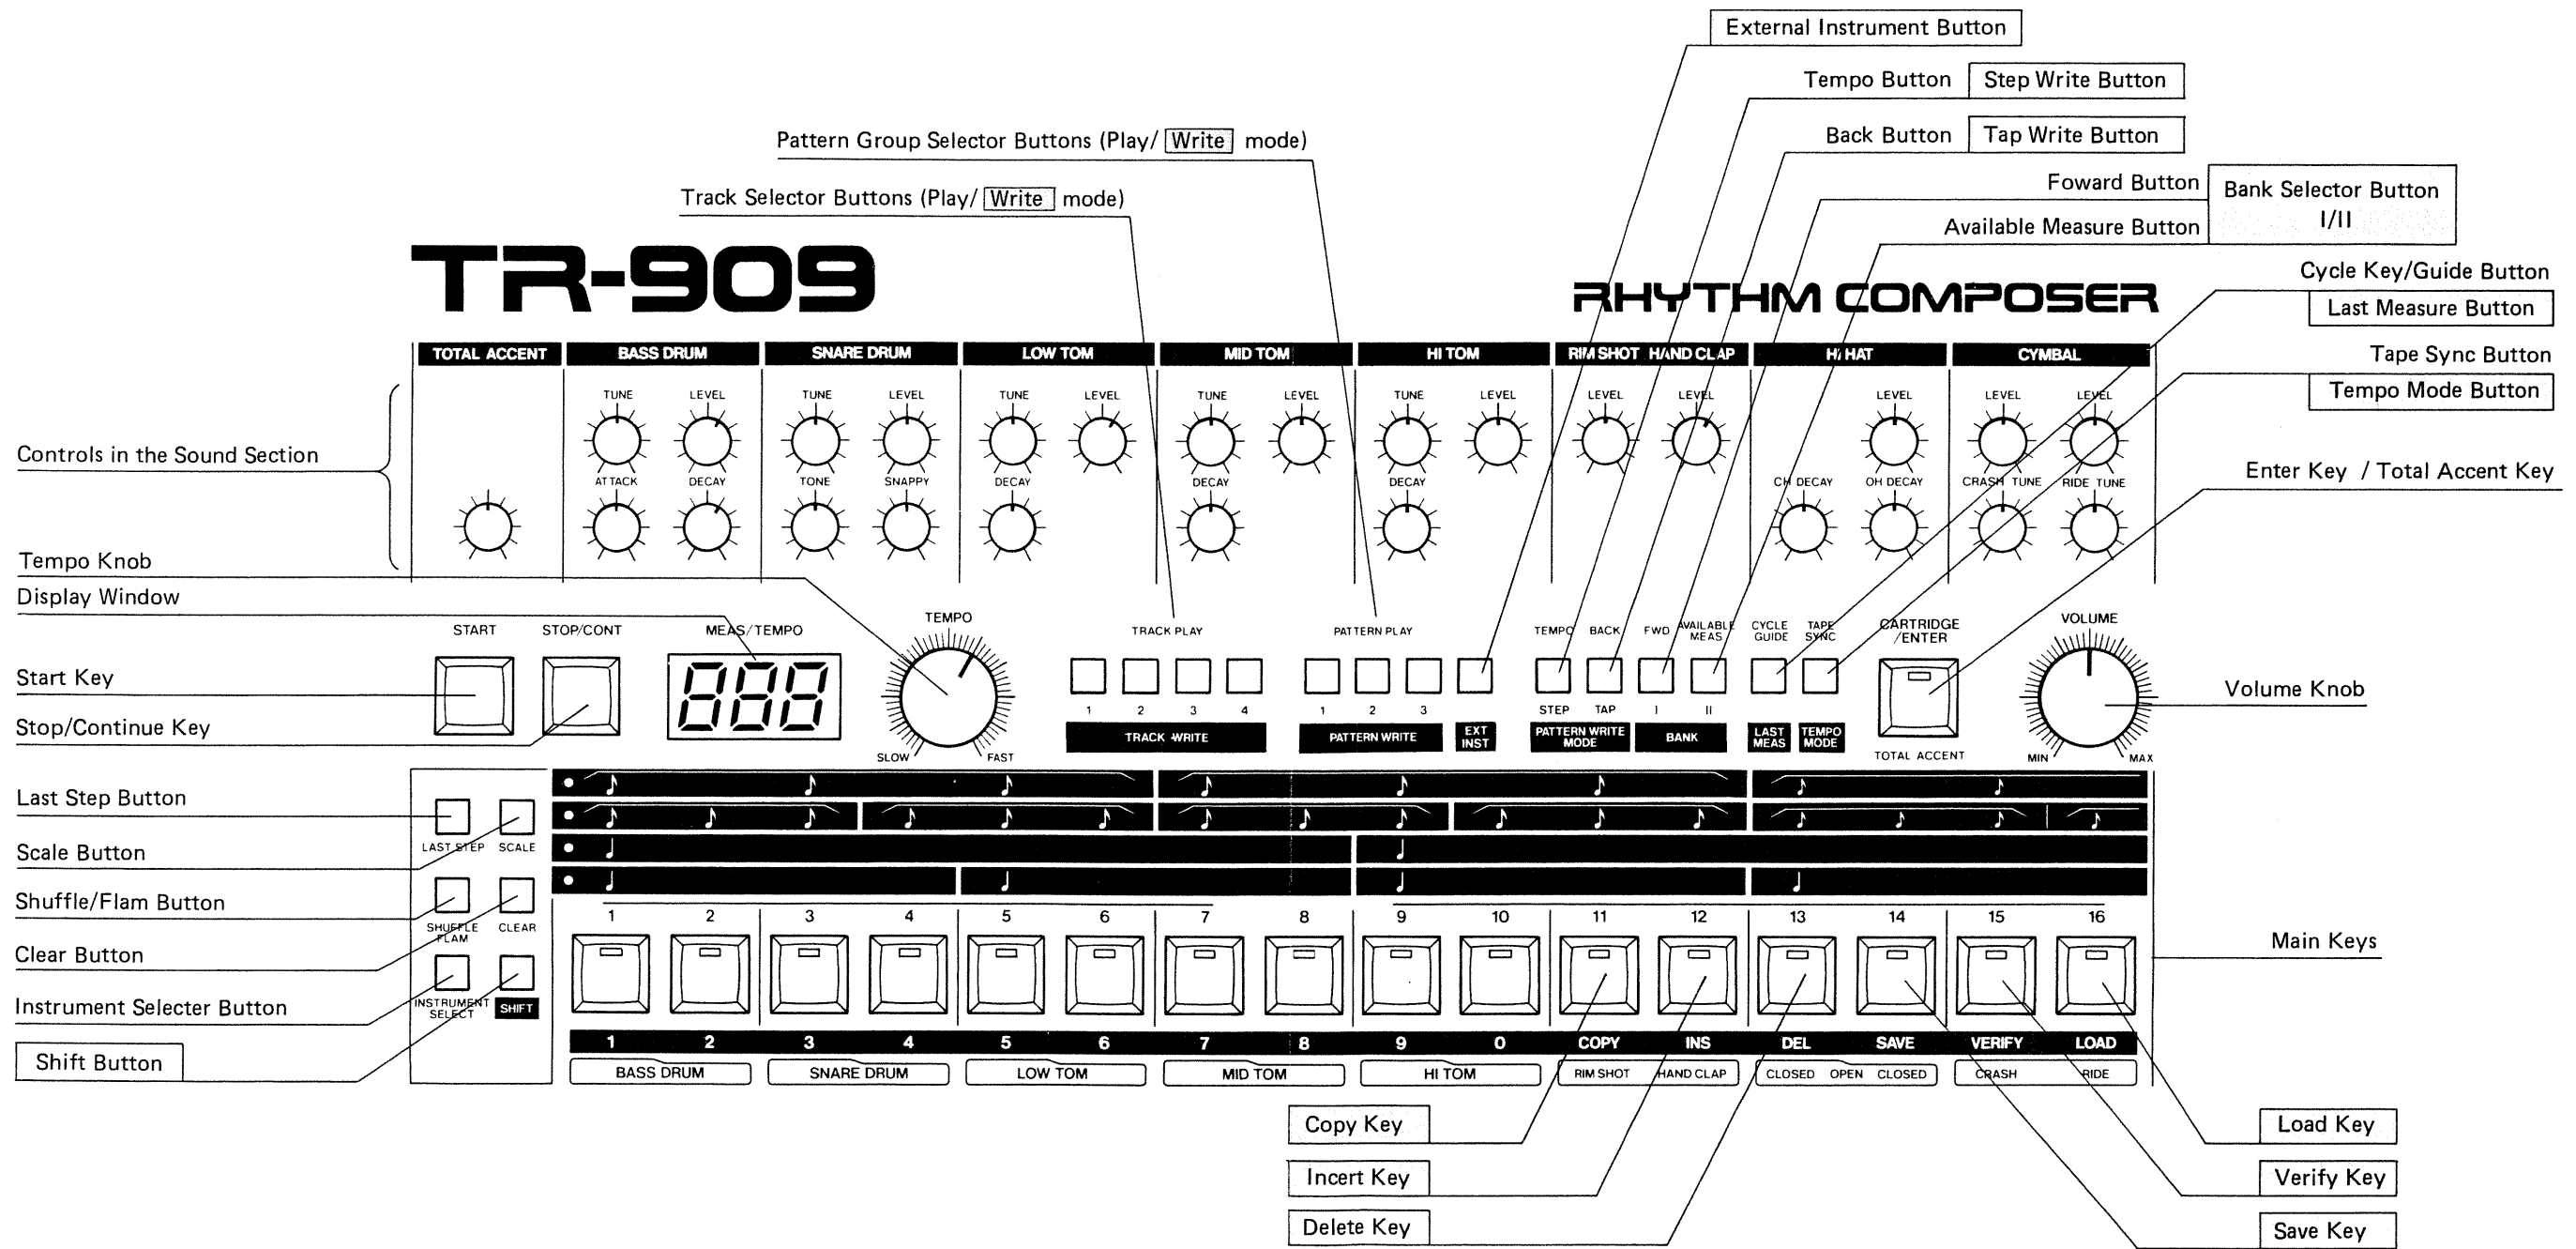 External Instrument Button
Tempo Button Step Write Button
Pattern Group Selector Buttons (Play/ Write mode)
Back Button Tap Write Button
Track Selector Buttons (Play/ Write mode)
Foward Button
Bank Selector Button
I/II
Available Measure Button
TR-909
RHYTHM COMPOSER
Cycle Key/Guide Button
Last Measure Button
Tape Sync Button
Tempo Mode Button
Enter Key / Total Accent Key
Controls in the Sound Section
TOTAL ACCENT BASS DRUM SNARE DRUM LOW TOM MID TOM HI TOM RIM SHOT HAND CLAP HI HAT CYMBAL
TUNE LEVEL TUNE LEVEL TUNE LEVEL TUNE LEVEL TUNE LEVEL LEVEL LEVEL LEVEL LEVEL LEVEL
ATTACK DECAY TONE SNAPPY DECAY DECAY DECAY CH DECAY OH DECAY CRASH TUNE RIDE TUNE
Tempo Knob
Display Window
Start Key
Stop/Continue Key
START STOP/CONT MEAS/TEMPO TEMPO TRACK PLAY PATTERN PLAY TEMPO BACK FWD AVAILABLE MEAS CYCLE GUIDE TAPE SYNC CARTRIDGE /ENTER VOLUME
888
1 2 3 4 1 2 3 STEP TAP I II
SLOW FAST TRACK WRITE PATTERN WRITE EXT INST PATTERN WRITE MODE BANK LAST MEAS TEMPO MODE TOTAL ACCENT MIN MAX
Volume Knob
Last Step Button
Scale Button
Shuffle/Flam Button
Clear Button
Instrument Selecter Button
Shift Button
LAST STEP SCALE
SHUFFLE FLAM CLEAR
INSTRUMENT SELECT SHIFT
1 2 3 4 5 6 7 8 9 10 11 12 13 14 15 16
Main Keys
1 2 3 4 5 6 7 8 9 0 COPY INS DEL SAVE VERIFY LOAD
BASS DRUM SNARE DRUM LOW TOM MID TOM HI TOM RIM SHOT HAND CLAP CLOSED OPEN CLOSED CRASH RIDE
Copy Key
Incert Key
Delete Key
Load Key
Verify Key
Save Key